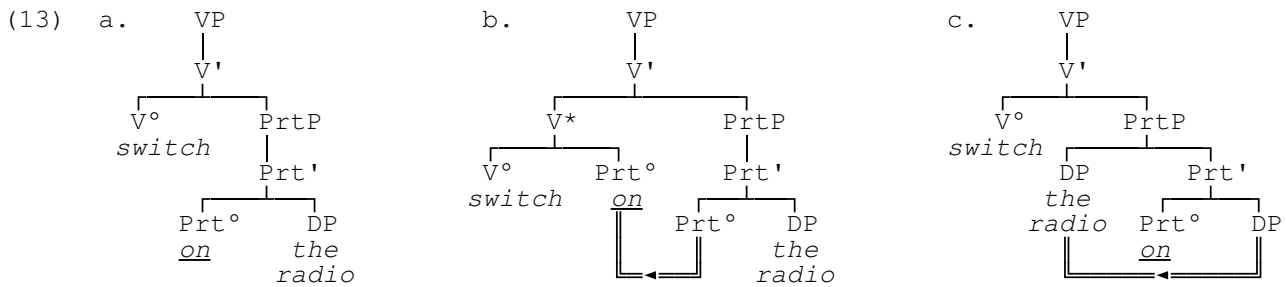 (13) a. VP b. VP c. VP
V' V' V'
V° PrtP V* PrtP V° PrtP
switch switch
Prt' V° Prt° Prt' DP Prt'
switch on the
Prt° DP Prt° DP radio Prt° DP
on the the on
radio radio